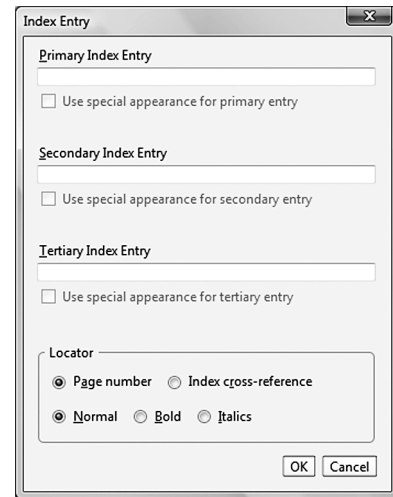 Index Entry
Primary Index Entry
Use special appearance for primary entry
Secondary Index Entry
Use special appearance for secondary entry
Tertiary Index Entry
Use special appearance for tertiary entry
Locator
Page number Index cross-reference
Normal Bold Italics
OK Cancel